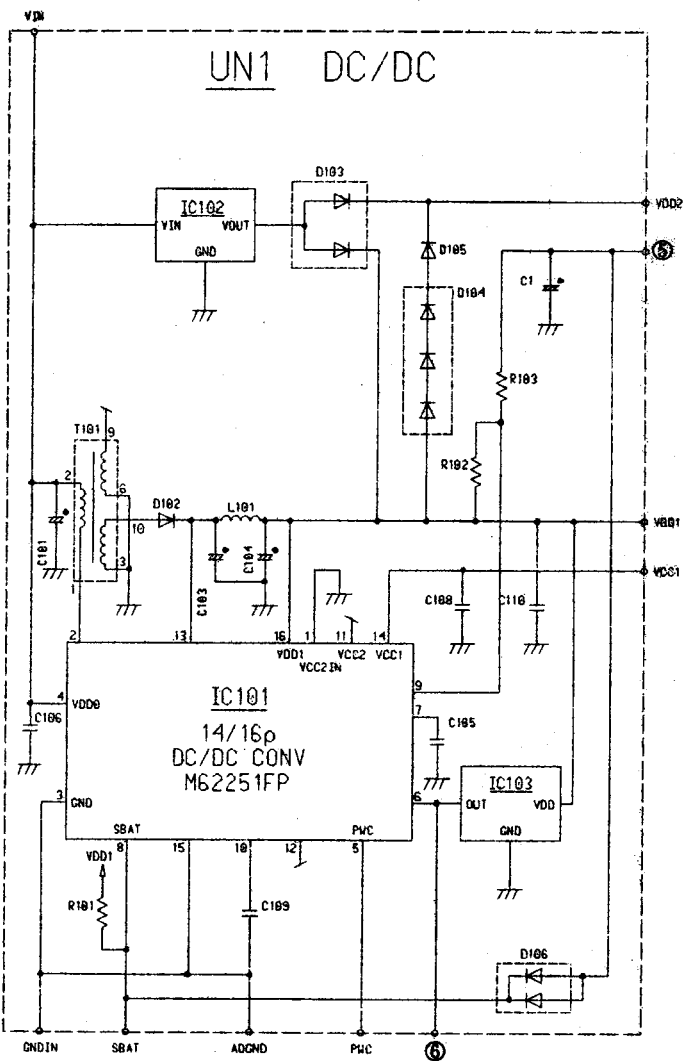 VIN
UN1 DC/DC
D103
IC102
VIN VOUT
GND
VDD2
5
D105
C1
D104
R103
T101
9
2
6
R102
D102
L101
10
VDD1
C101
3
C103
C104
VCC1
C108
C110
1
2
13
16
1
11
14
VDD1
VCC2
VCC1
VCC2IN
IC101
9
4
VDD0
7
C106
14/16p
C105
DC/DC CONV
M62251FP
IC103
3
GND
6
OUT
VDD
SBAT
PWC
GND
8
15
10
12
5
VDD1
R101
C109
D106
GNDIN
SBAT
ADGND
PWC
6